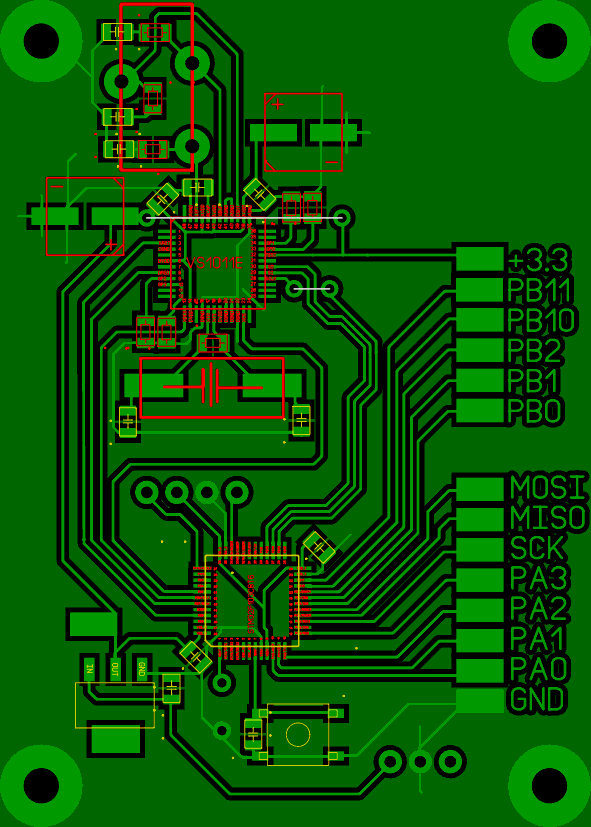 VS1011E
+3.3
PB11
PB10
PB2
PB1
PB0
MOSI
MISO
SCK
PA3
PA2
PA1
PA0
GND
IN
OUT
GND